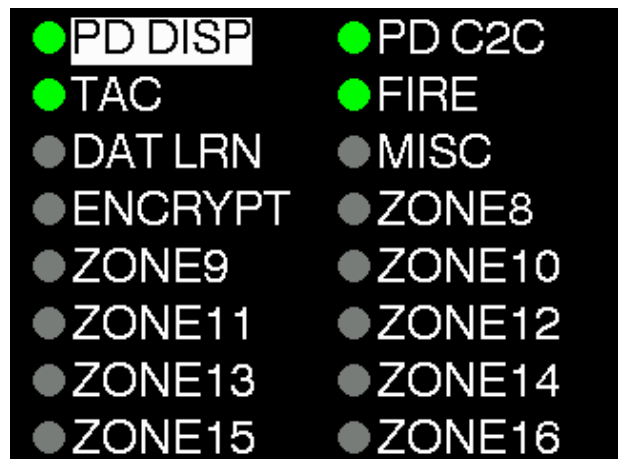 PD DISP PD C2C
TAC FIRE
DAT LRN MISC
ENCRYPT ZONE8
ZONE9 ZONE10
ZONE11 ZONE12
ZONE13 ZONE14
ZONE15 ZONE16